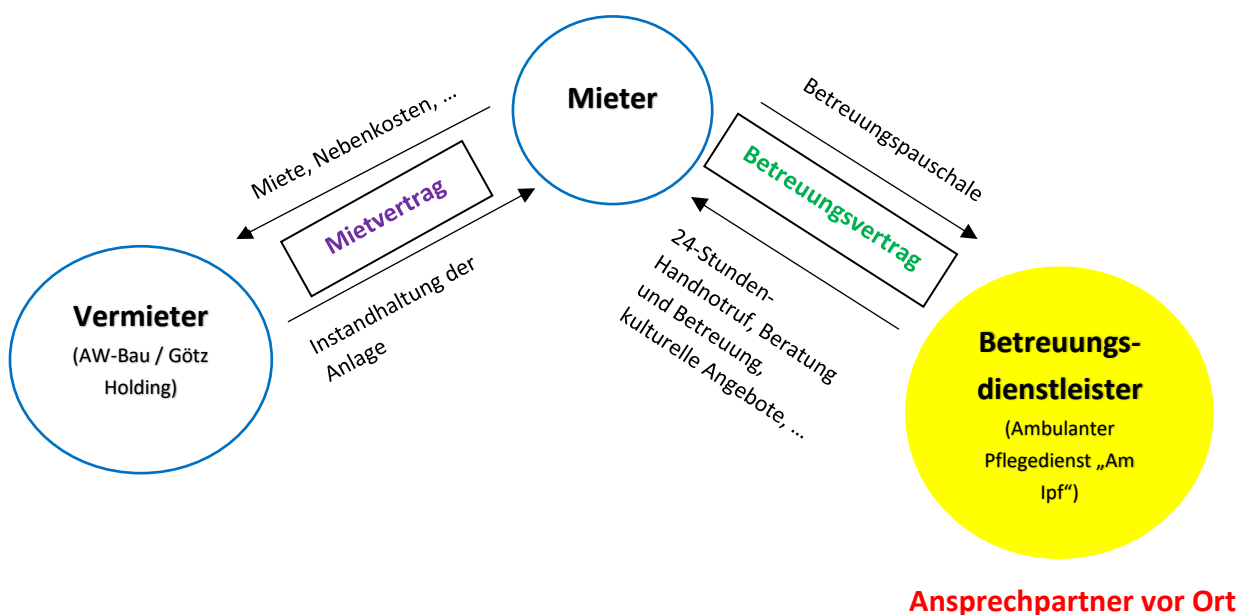 Mieter
Miete, Nebenkosten, ...
Mietvertrag
Instandhaltung der
Anlage
Vermieter
(AW-Bau / Götz
Holding)
Betreuungspauschale
Betreuungsvertrag
24-Stunden-
Handnotruf, Beratung
und Betreuung,
kulturelle Angebote, ...
Betreuungs-
dienstleister
(Ambulanter
Pflegedienst „Am
Ipf“)
Ansprechpartner vor Ort